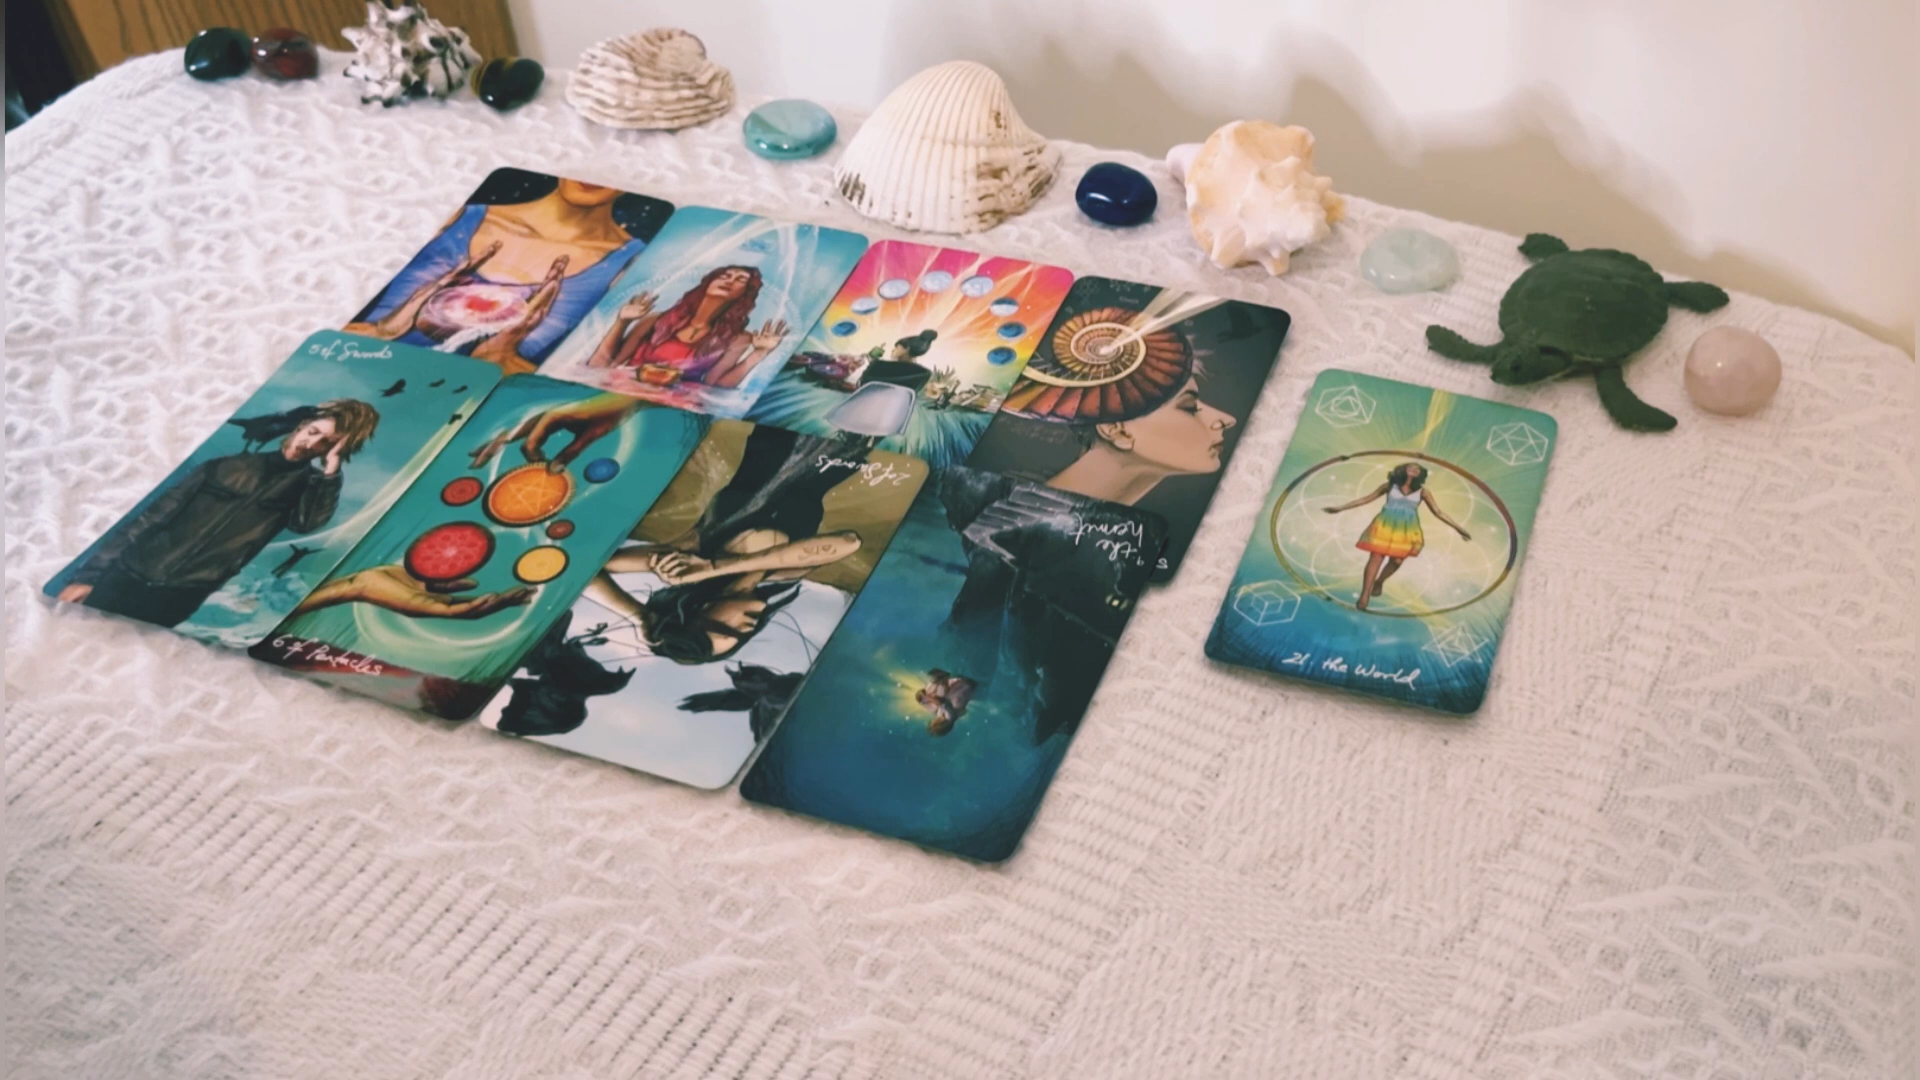 5 of Swords
6 of Pentacles
2 of Swords
9. the
hermit
21. the World